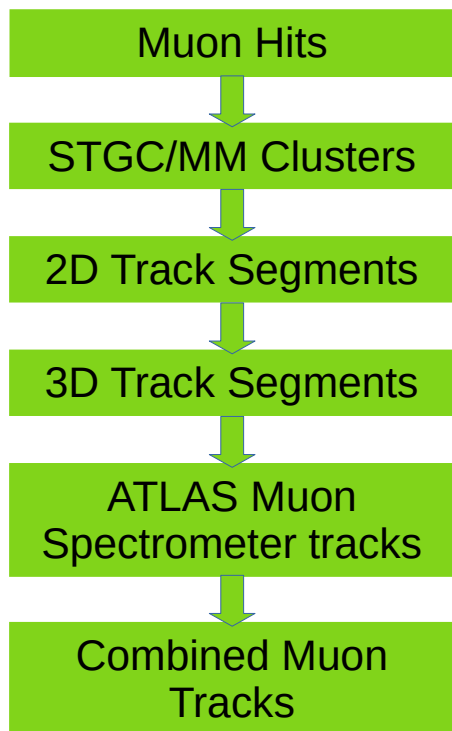 Muon Hits
STGC/MM Clusters
2D Track Segments
3D Track Segments
ATLAS Muon
Spectrometer tracks
Combined Muon
Tracks